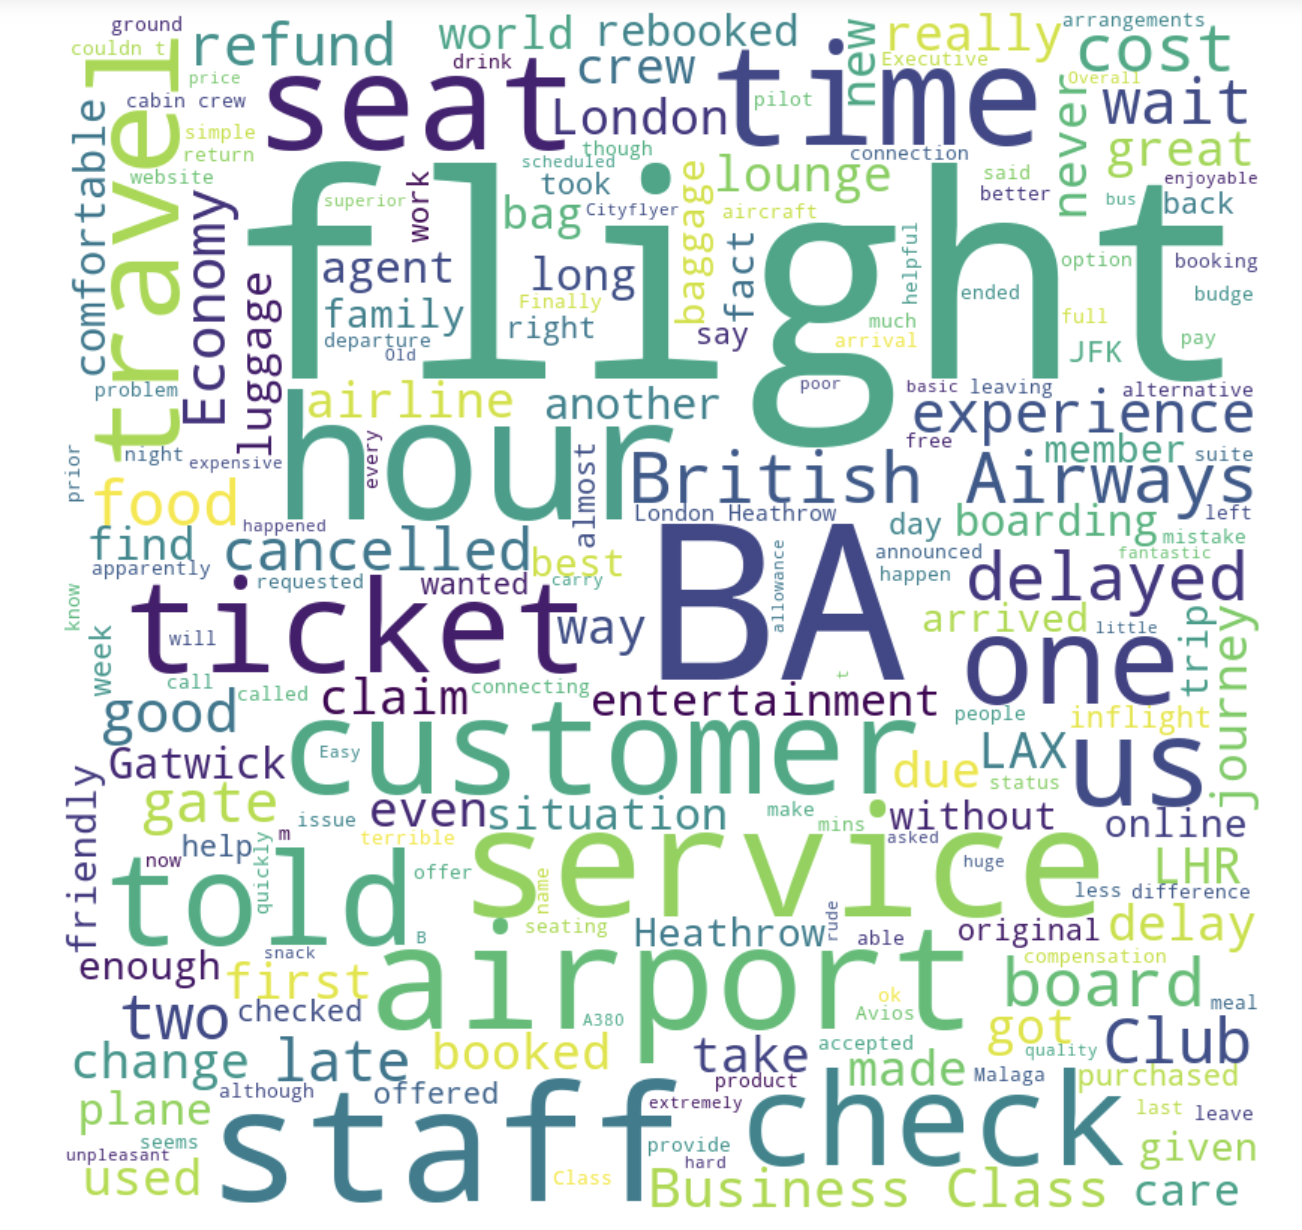 ground
couldn t
refund
world
rebooked
new
really
arrangements
cost
price
drink
crew
time
Executive
Overall
travel
cabin crew
seat
London
pilot
wait
comfortable
simple
return
website
though
scheduled
connection
never
great
Economy
superior
work
took
baggage
lounge
said
better
enjoyable
bus
back
flight
bag
Cityflyer
aircraft
fact
helpful
agent
long
option
booking
luggage
family
Finally
ended
budge
departure
right
say
much
arrival
full
JFK
pay
Old
problem
poor
basic
leaving
alternative
airline
another
experience
hour
every
almost
free
member
suite
prior
night
expensive
British Airways
food
London Heathrow
left
happened
day
boarding
mistake
find
cancelled
best
BA
allowance
announced
fantastic
apparently
requested
wanted
carry
happen
delayed
know
ticket
will
way
arrived
little
one
trip
journey
week
call
called
claim
connecting
t
entertainment
people
inflight
good
customer
Easy
LAX
us
Gatwick
due
status
friendly
gate
issue
even
situation
make
mins
without
online
m
terrible
asked
now
help
quickly
service
huge
LHR
told
offer
name
less
difference
B
seating
Heathrow
rude
able
original
delay
snack
enough
first
airport
compensation
board
two
checked
A380
ok
Avios
meal
got
Club
change
late
booked
take
accepted
quality
although
offered
product
made
Malaga
purchased
plane
staff
extremely
check
last
leave
seems
unpleasant
provide
hard
given
used
Class
Business Class
care